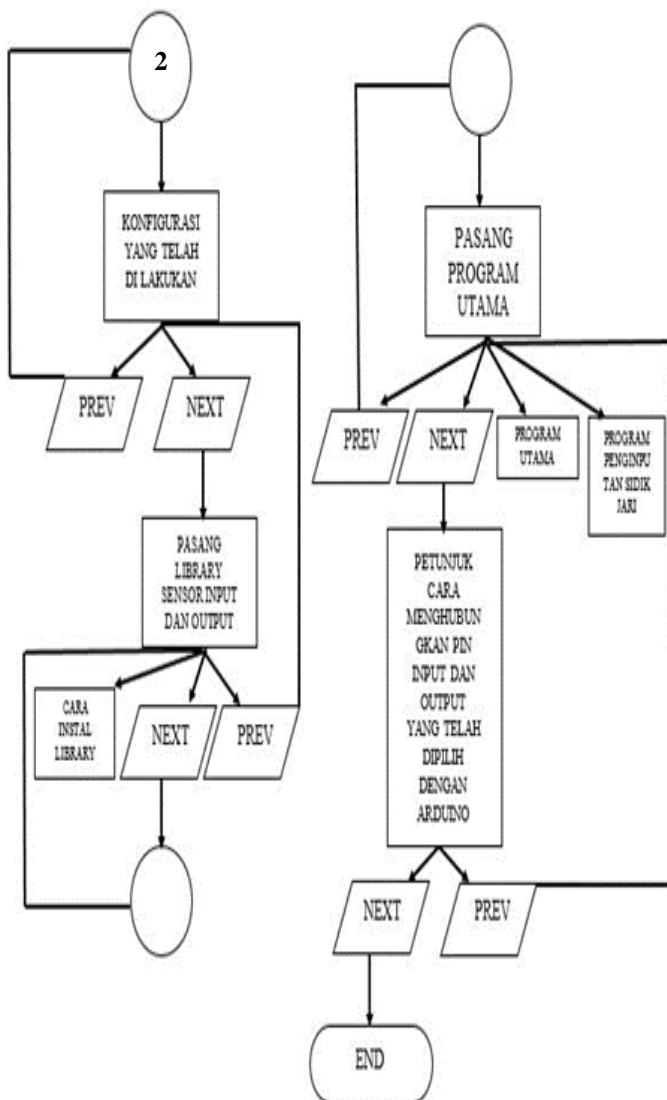 2
KONFIGURASI
YANG TELAH
DI LAKUKAN
PREV
NEXT
PASANG
LIBRARY
SENSOR INPUT
DAN OUTPUT
CARA
INSTAL
LIBRARY
NEXT
PREV
PASANG
PROGRAM
UTAMA
PREV
NEXT
PROGRAM
UTAMA
PROGRAM
PENGINPU
TAN SIDIK
JARI
PETUNJUK
CARA
MENGHUBUN
GKAN PIN
INPUT DAN
OUTPUT
YANG TELAH
DIPILIH
DENGAN
ARDUINO
NEXT
PREV
END